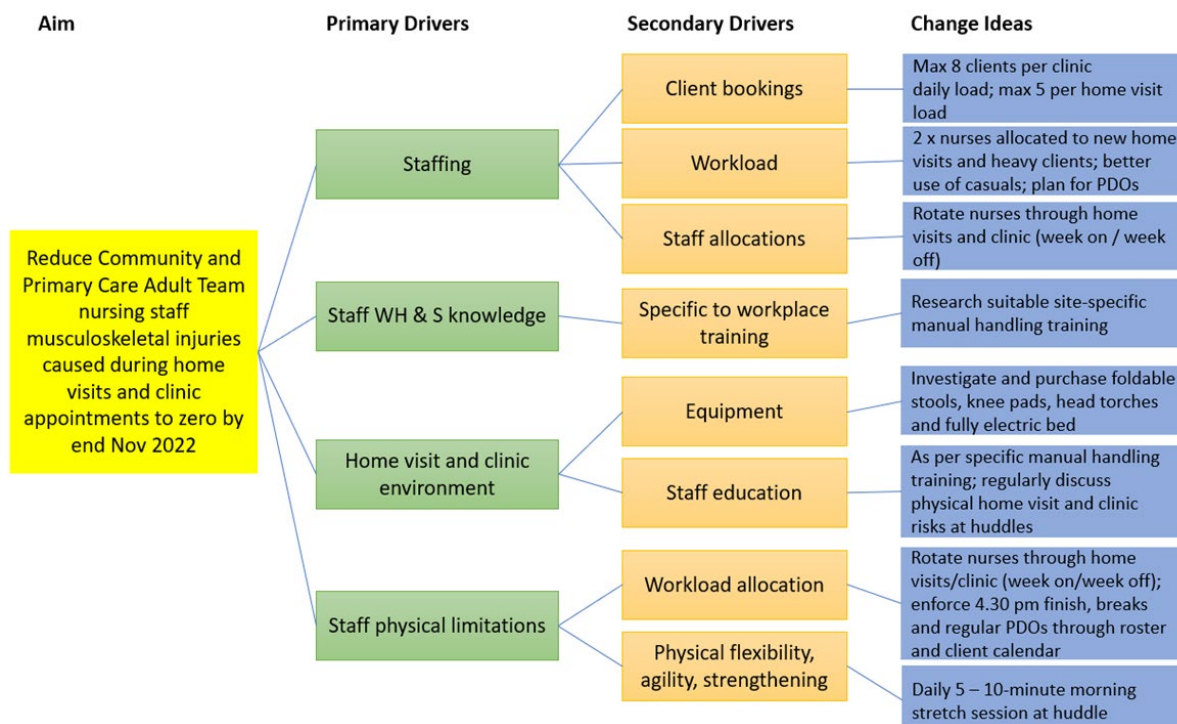 Aim
Primary Drivers
Secondary Drivers
Change Ideas
Reduce Community and
Primary Care Adult Team
nursing staff
musculoskeletal injuries
caused during home
visits and clinic
appointments to zero by
end Nov 2022
Staffing
Staff WH & S knowledge
Home visit and clinic
environment
Staff physical limitations
Client bookings
Workload
Staff allocations
Specific to workplace
training
Equipment
Staff education
Workload allocation
Physical flexibility,
agility, strengthening
Max 8 clients per clinic
daily load; max 5 per home visit
load
2 x nurses allocated to new home
visits and heavy clients; better
use of casuals; plan for PDOs
Rotate nurses through home
visits and clinic (week on / week
off)
Research suitable site-specific
manual handling training
Investigate and purchase foldable
stools, knee pads, head torches
and fully electric bed
As per specific manual handling
training; regularly discuss
physical home visit and clinic
risks at huddles
Rotate nurses through home
visits/clinic (week on/week off);
enforce 4.30 pm finish, breaks
and regular PDOs through roster
and client calendar
Daily 5 – 10-minute morning
stretch session at huddle